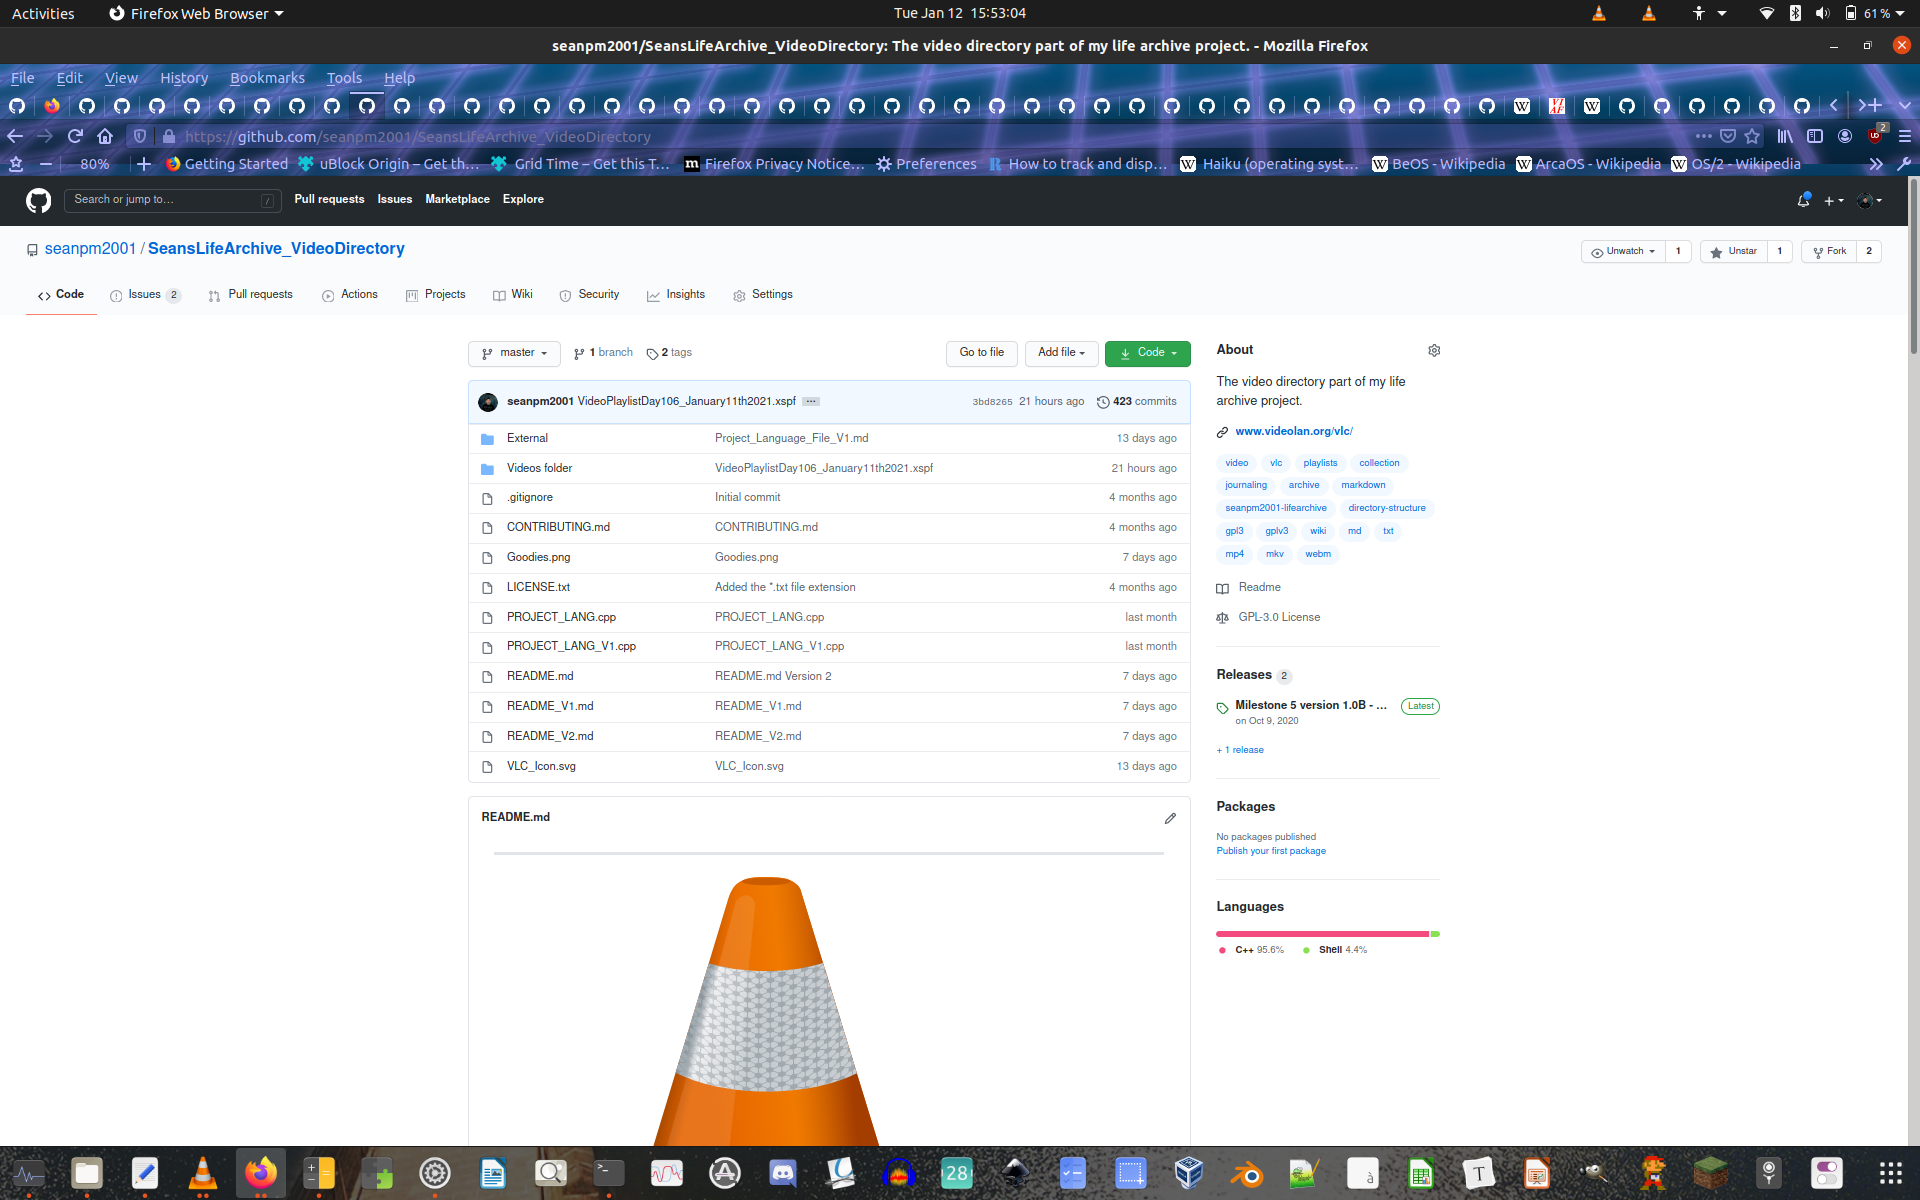 Activities Firefox Web Browser Tue Jan 12 15:53:04 61 %
seanpm2001/SeansLifeArchive_VideoDirectory: The video directory part of my life archive project. - Mozilla Firefox
File Edit View History Bookmarks Tools Help
https://github.com/seanpm2001/SeansLifeArchive_VideoDirectory 2
80% Getting Started uBlock Origin – Get th… Grid Time – Get this T… Firefox Privacy Notice… Preferences How to track and disp… Haiku (operating syst… BeOS - Wikipedia ArcaOS - Wikipedia OS/2 - Wikipedia
Search or jump to… / Pull requests Issues Marketplace Explore
seanpm2001 / SeansLifeArchive_VideoDirectory Unwatch 1 Unstar 1 Fork 2
Code Issues 2 Pull requests Actions Projects Wiki Security Insights Settings
master 1 branch 2 tags Go to file Add file Code
seanpm2001 VideoPlaylistDay106_January11th2021.xspf ... 3bd8265 21 hours ago 423 commits
External Project_Language_File_V1.md 13 days ago
Videos folder VideoPlaylistDay106_January11th2021.xspf 21 hours ago
.gitignore Initial commit 4 months ago
CONTRIBUTING.md CONTRIBUTING.md 4 months ago
Goodies.png Goodies.png 7 days ago
LICENSE.txt Added the *.txt file extension 4 months ago
PROJECT_LANG.cpp PROJECT_LANG.cpp last month
PROJECT_LANG_V1.cpp PROJECT_LANG_V1.cpp last month
README.md README.md Version 2 7 days ago
README_V1.md README_V1.md 7 days ago
README_V2.md README_V2.md 7 days ago
VLC_Icon.svg VLC_Icon.svg 13 days ago
README.md
About
The video directory part of my life
archive project.
www.videolan.org/vlc/
video vlc playlists collection
journaling archive markdown
seanpm2001-lifearchive directory-structure
gpl3 gplv3 wiki md txt
mp4 mkv webm
Readme
GPL-3.0 License
Releases 2
Milestone 5 version 1.0B - ... Latest
on Oct 9, 2020
+ 1 release
Packages
No packages published
Publish your first package
Languages
C++ 95.6% Shell 4.4%
28